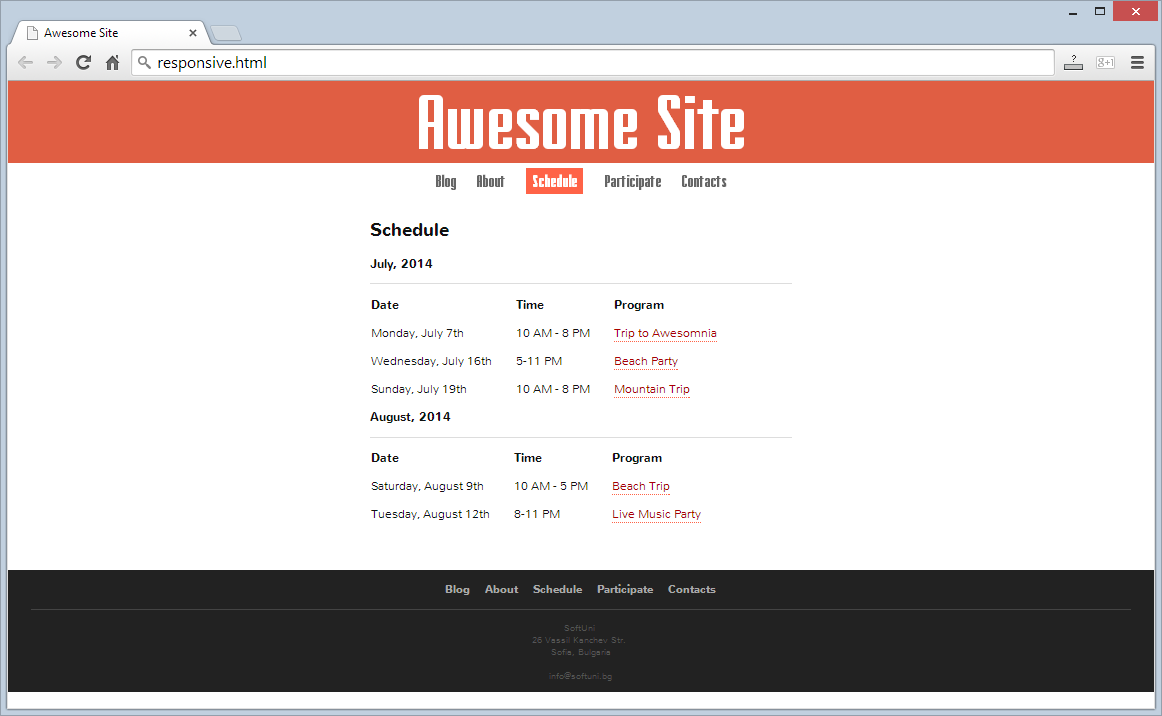 Awesome Site
responsive.html
?
g+1
Awesome Site
Blog About Schedule Participate Contacts
Schedule
July, 2014
Date Time Program
Monday, July 7th 10 AM - 8 PM Trip to Awesomnia
Wednesday, July 16th 5-11 PM Beach Party
Sunday, July 19th 10 AM - 8 PM Mountain Trip
August, 2014
Date Time Program
Saturday, August 9th 10 AM - 5 PM Beach Trip
Tuesday, August 12th 8-11 PM Live Music Party
Blog About Schedule Participate Contacts
SoftUni
26 Vassil Kanchev Str.
Sofia, Bulgaria
info@softuni.bg